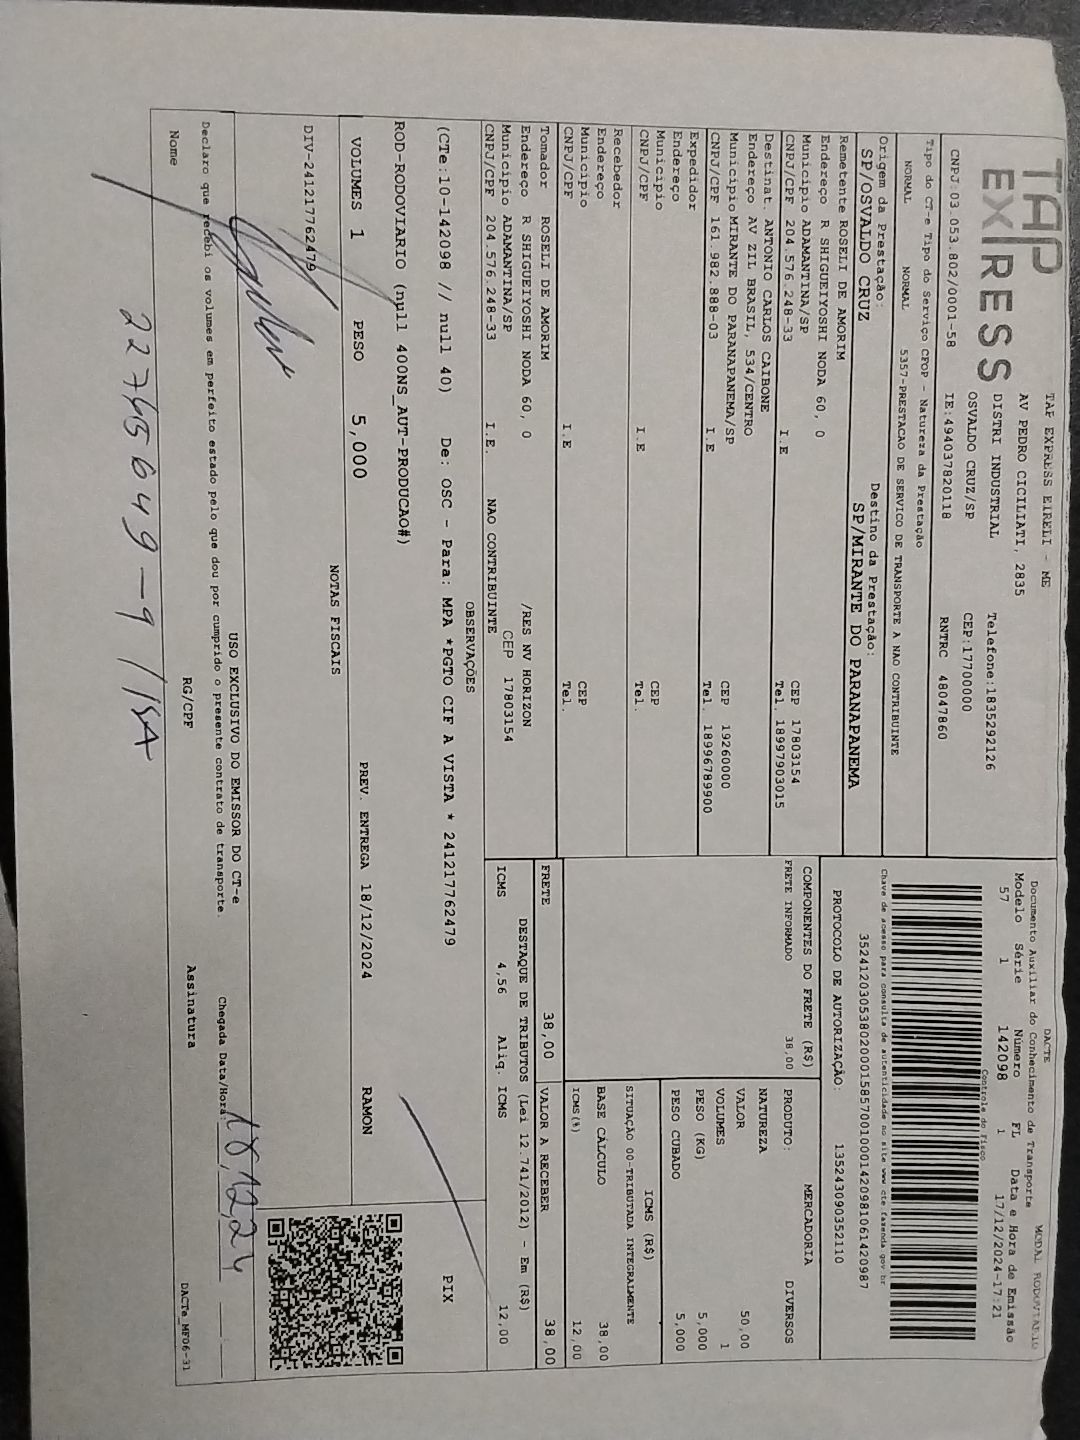 TAP
EXPRESS
TAP EXPRESS EIRELI - ME
AV PEDRO CICILIATI, 2835
DISTRI INDUSTRIAL Telefone:1835292126
OSVALDO CRUZ/SP CEP:17700000
CNPJ:03.053.802/0001-58 IE:494037820118 RNTRC 48047860
Tipo do CT-e Tipo do Serviço CFOP - Natureza da Prestação
NORMAL NORMAL 5357-PRESTACAO DE SERVICO DE TRANSPORTE A NAO CONTRIBUINTE
Origem da Prestação: Destino da Prestação:
SP/OSVALDO CRUZ SP/MIRANTE DO PARANAPANEMA
DACTE MODAL RODOVIARIO
Documento Auxiliar do Conhecimento de Transporte
Modelo Série Número FL Data e Hora de Emissão
57 1 142098 1 17/12/2024-17:21
Controle do Fisco
Chave de acesso para consulta de autenticidade no site www cte fazenda gov br
35241203053802000158570010001420981061420987
PROTOCOLO DE AUTORIZAÇÃO: 135243090352110
Remetente ROSELI DE AMORIM
Endereço R SHIGUEIYOSHI NODA 60, 0
Município ADAMANTINA/SP CEP 17803154
CNPJ/CPF 204.576.248-33 I.E Tel. 18997903015
Destinat. ANTÓNIO CARLOS CAIBONE
Endereço AV ZIL BRASIL, 534/CENTRO
Município MIRANTE DO PARANAPANEMA/SP CEP 19260000
CNPJ/CPF 161.982.888-03 I.E Tel. 18996789900
Expedidor
Endereço
Município CEP
CNPJ/CPF I.E Tel.
Recebedor
Endereço
Município CEP
CNPJ/CPF I.E Tel.
Tomador ROSELI DE AMORIM
Endereço R SHIGUEIYOSHI NODA 60, 0 /RES NV HORIZON
Município ADAMANTINA/SP CEP 17803154
CNPJ/CPF 204.576.248-33 I.E. NAO CONTRIBUINTE
COMPONENTES DO FRETE (R$)
FRETE INFORMADO 38,00
PRODUTO: MERCADORIA DIVERSOS
NATUREZA
VALOR 50,00
VOLUMES 1
PESO (KG) 5,000
PESO CUBADO 5,000
ICMS (R$)
SITUAÇÃO 00-TRIBUTADA INTEGRALMENTE
BASE CÁLCULO 38,00
ICMS(%) 12,00
FRETE 38,00 VALOR A RECEBER 38,00
DESTAQUE DE TRIBUTOS (Lei 12.741/2012) - Em (R$)
ICMS 4,56 Aliq. ICMS 12,00
OBSERVAÇÕES
(CTe:10-142098 // null 40) De: OSC - Para: MPA *PGTO CIF A VISTA * 241217762479
PIX
ROD-RODOVIARIO (null 400NS_AUT-PRODUCAO#)
VOLUMES 1 PESO 5,000 PREV. ENTREGA 18/12/2024 RAMON
NOTAS FISCAIS
DIV-241217762479
USO EXCLUSIVO DO EMISSOR DO CT-e
Declaro que recebi os volumes em perfeito estado pelo que dou por cumprido o presente contrato de transporte. Chegada Data/Hora: 18,12,24
Nome RG/CPF Assinatura
DACTe_MF06-31